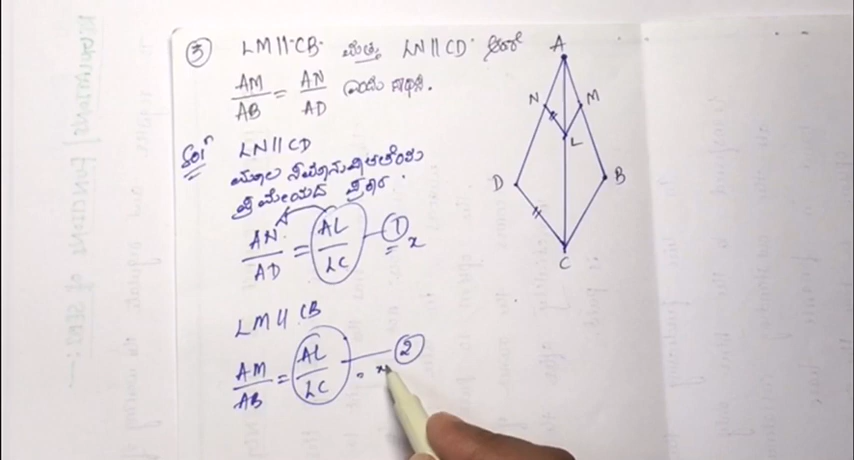 ③ LM || CB ಮತ್ತು LN || CD ಆದರೆ
AM/AB = AN/AD ಎಂದು ಸಾಧಿಸಿ.
LN || CD
ಮೂಲ ಸಮಾನುಪಾತತೆಯ
ಪ್ರಮೇಯದ ಪ್ರಕಾರ
AN/AD = AL/LC — ① x
LM || CB
AM/AB = AL/LC — ②
= x
A
N M
L
D B
C